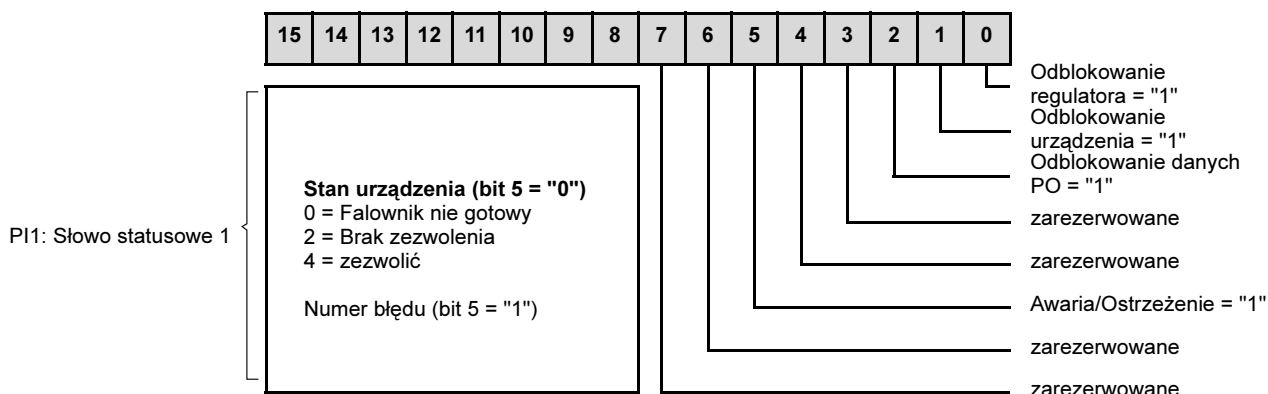 15 14 13 12 11 10 9 8 7 6 5 4 3 2 1 0
Odblokowanie
regulatora = "1"
Odblokowanie
urządzenia = "1"
Odblokowanie danych
PO = "1"
zarezerwowane
zarezerwowane
Awaria/Ostrzeżenie = "1"
zarezerwowane
zarezerwowane
PI1: Słowo statusowe 1
Stan urządzenia (bit 5 = "0")
0 = Falownik nie gotowy
2 = Brak zezwolenia
4 = zezwolić
Numer błędu (bit 5 = "1")